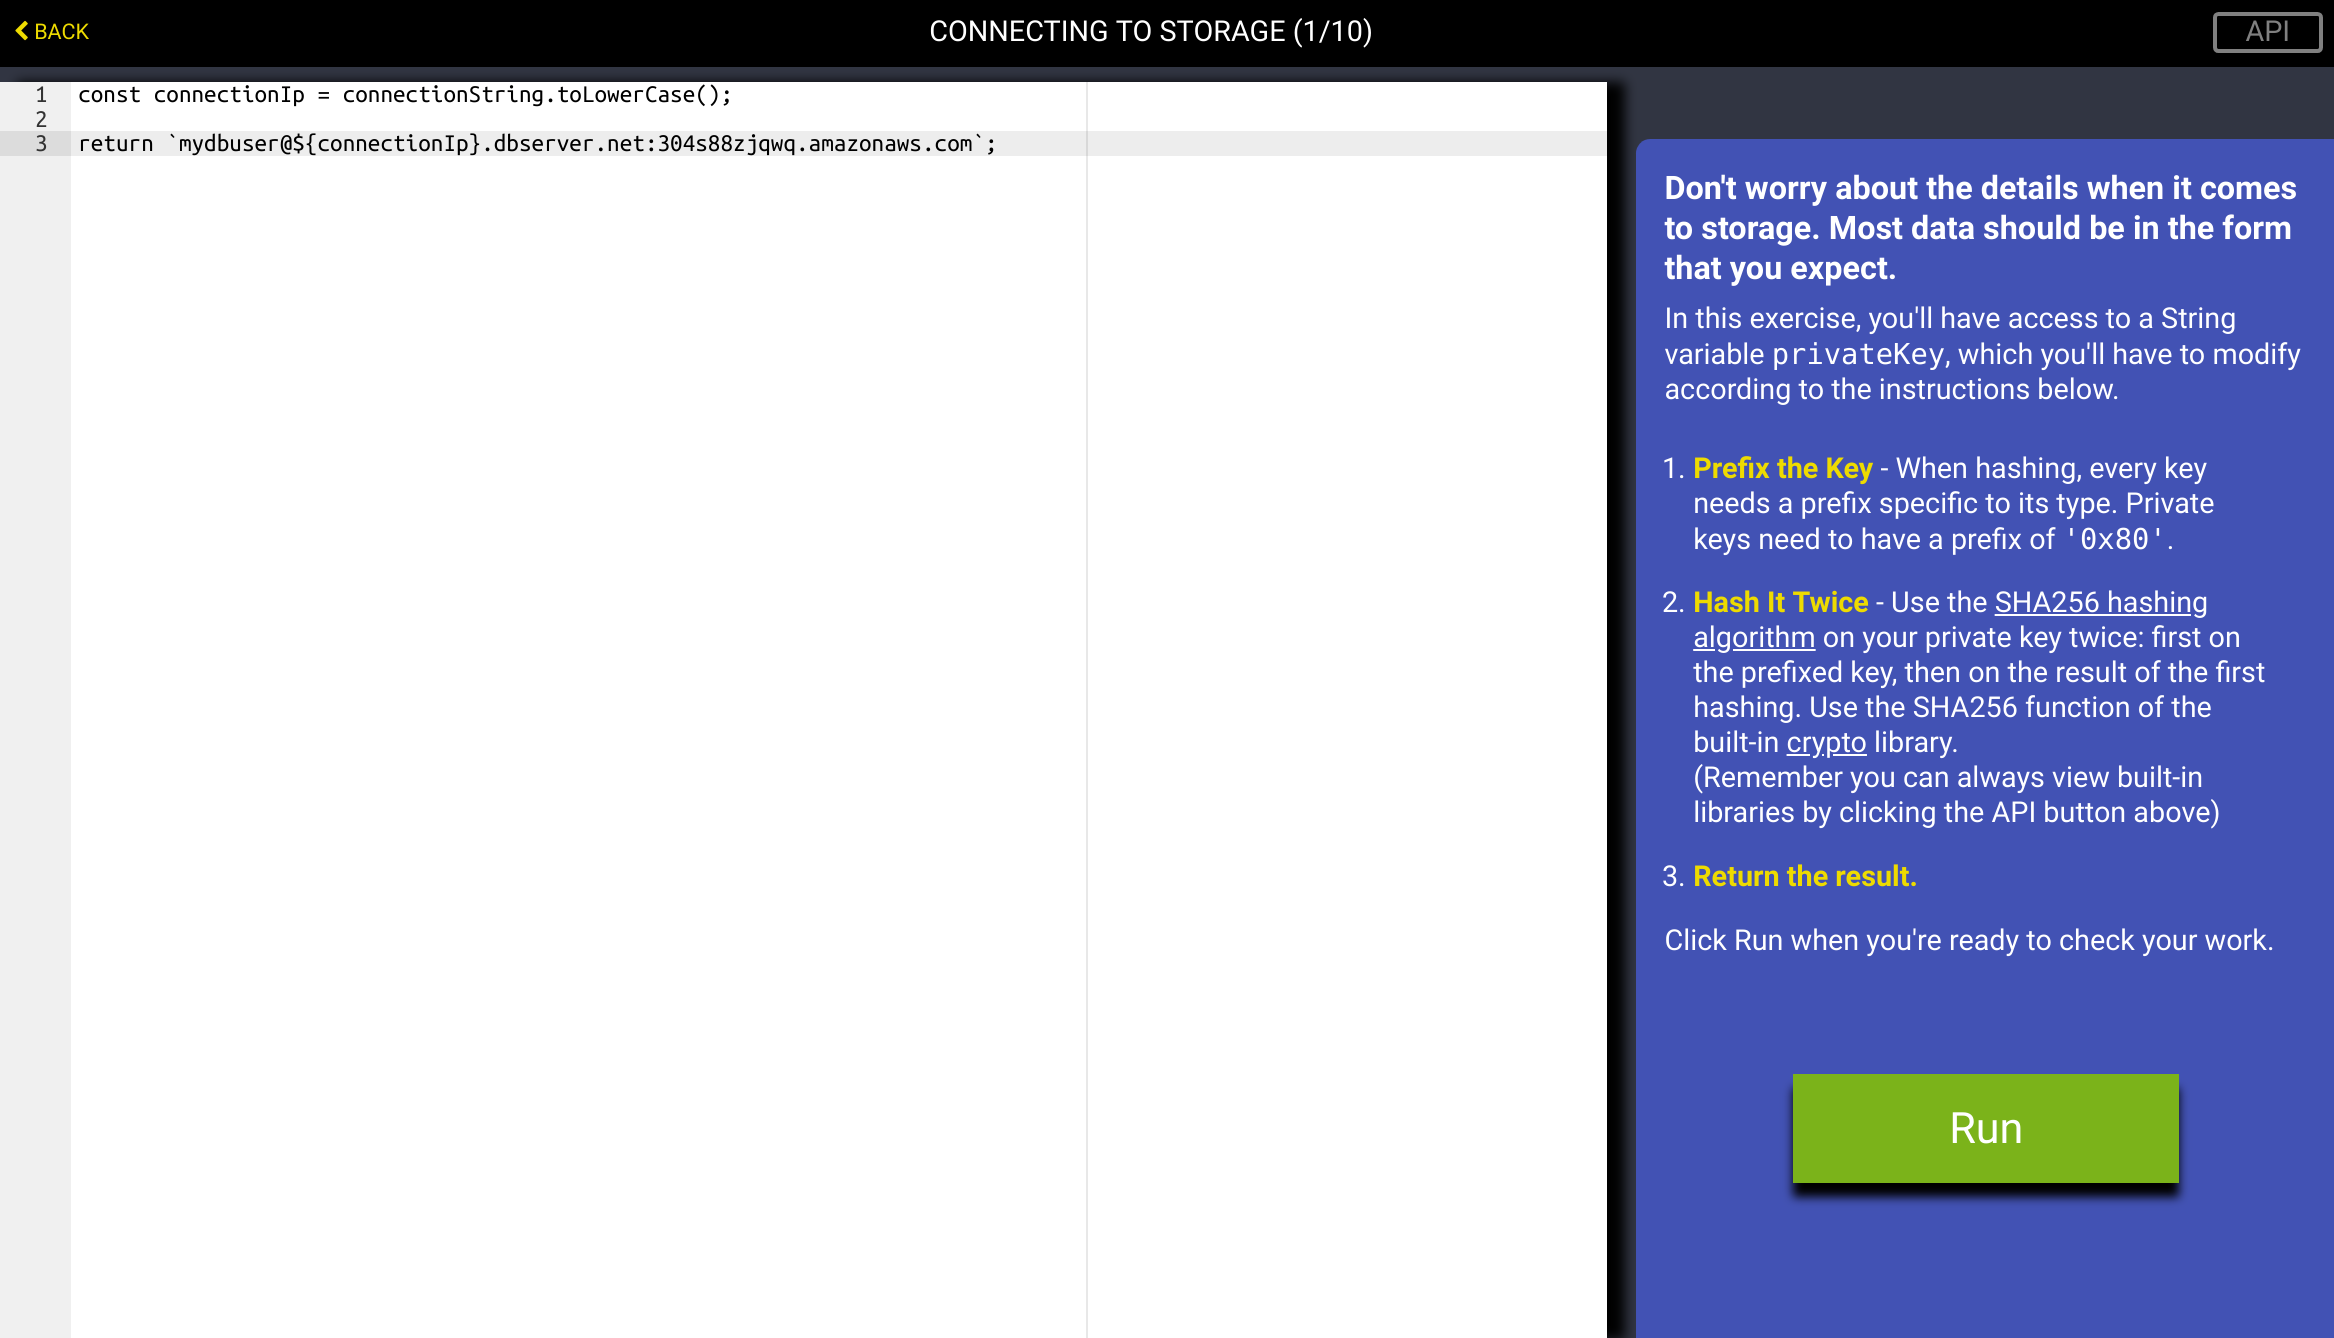 BACK
CONNECTING TO STORAGE (1/10)
API
1 const connectionIp = connectionString.toLowerCase();
2
3 return `mydbuser@${connectionIp}.dbserver.net:304s88zjqwq.amazonaws.com`;
Don't worry about the details when it comes
to storage. Most data should be in the form
that you expect.
In this exercise, you'll have access to a String
variable privateKey, which you'll have to modify
according to the instructions below.
1. Prefix the Key - When hashing, every key
needs a prefix specific to its type. Private
keys need to have a prefix of '0x80'.
2. Hash It Twice - Use the SHA256 hashing
algorithm on your private key twice: first on
the prefixed key, then on the result of the first
hashing. Use the SHA256 function of the
built-in crypto library.
(Remember you can always view built-in
libraries by clicking the API button above)
3. Return the result.
Click Run when you're ready to check your work.
Run